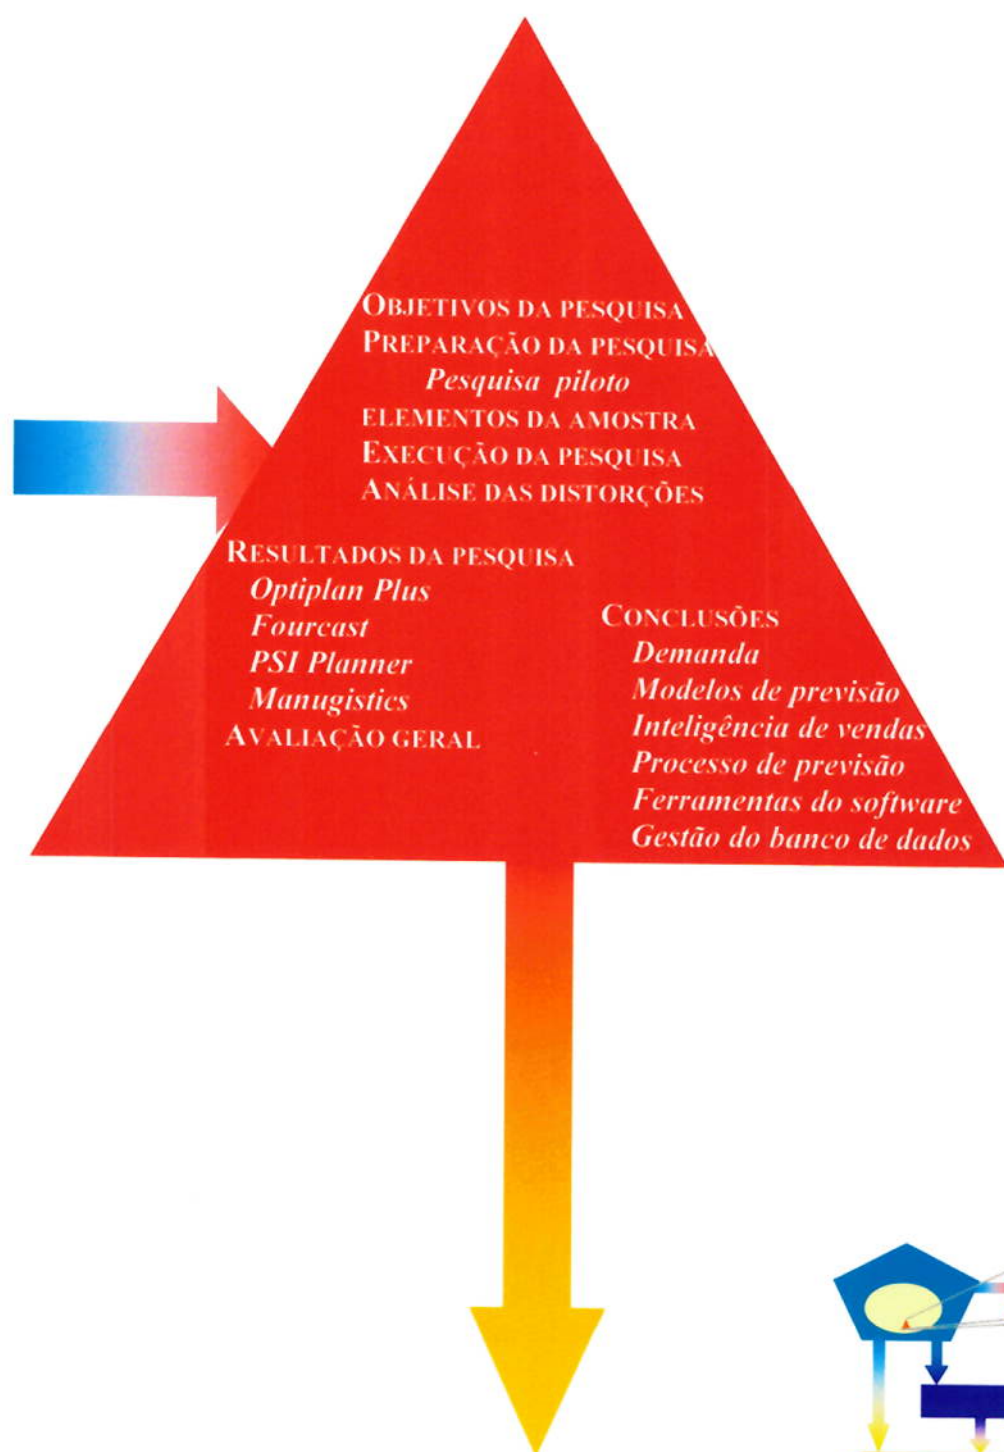 OBJETIVOS DA PESQUISA
PREPARAÇÃO DA PESQUISA
Pesquisa piloto
ELEMENTOS DA AMOSTRA
EXECUÇÃO DA PESQUISA
ANÁLISE DAS DISTORÇÕES
RESULTADOS DA PESQUISA
Optiplan Plus
Fourcast
PSI Planner
Manugistics
AVALIAÇÃO GERAL
CONCLUSÕES
Demanda
Modelos de previsão
Inteligência de vendas
Processo de previsão
Ferramentas do software
Gestão do banco de dados